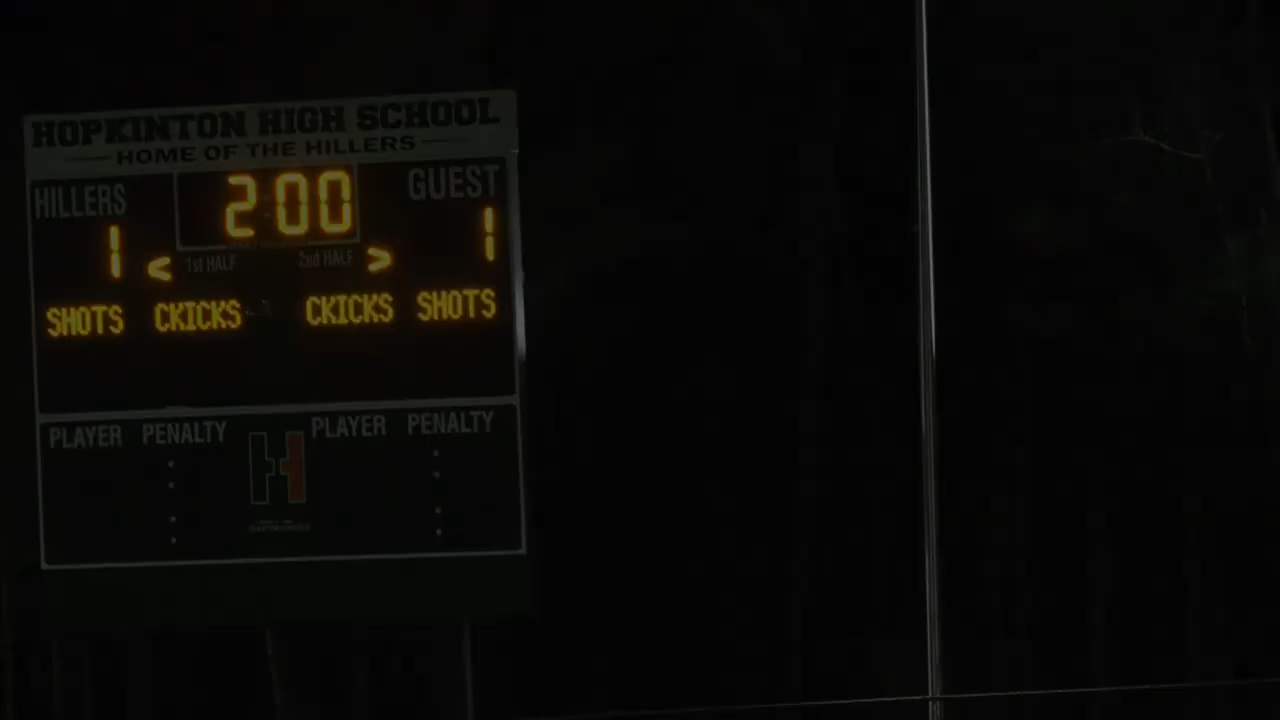 HOPKINTON HIGH SCHOOL
HOME OF THE HILLERS
HILLERS 2:00 GUEST
1 < 1st HALF 2nd HALF > 1
SHOTS CKICKS CKICKS SHOTS
PLAYER PENALTY PLAYER PENALTY
H